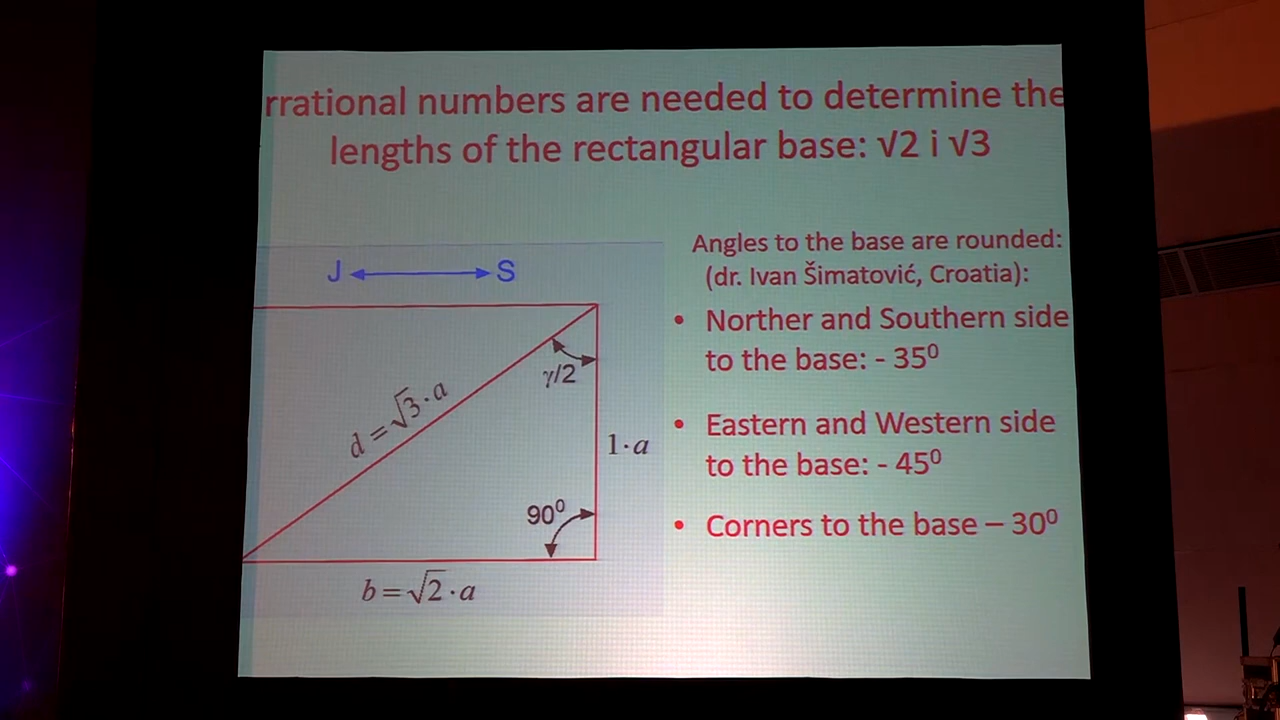 rrational numbers are needed to determine the
lengths of the rectangular base: √2 i √3
Angles to the base are rounded:
(dr. Ivan Šimatović, Croatia):
• Norther and Southern side
to the base: - 35⁰
• Eastern and Western side
to the base: - 45⁰
• Corners to the base – 30⁰
J S
γ/2
d = √3 · a
1 · a
90⁰
b = √2 · a